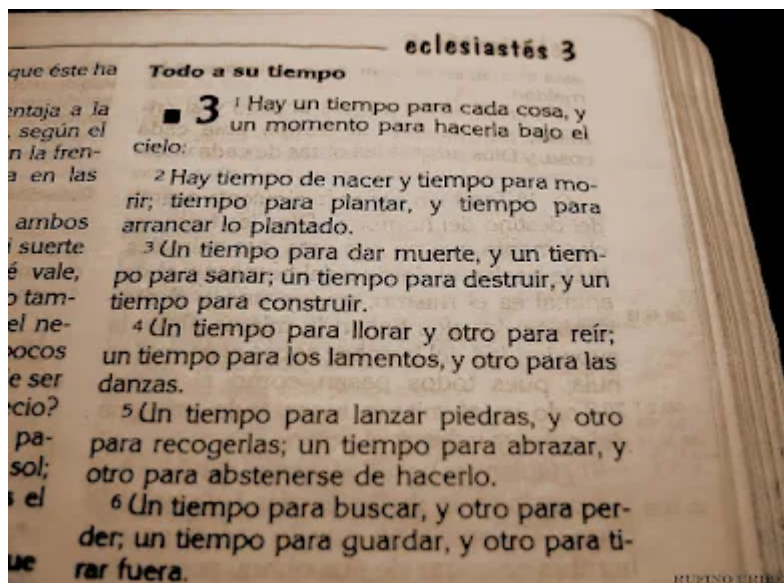 eclesiastés 3
que éste ha
entaja a la
según el
n la fren-
a en las
ambos
i suerte
é vale,
o tam-
el ne-
pocos
e ser
cio?
pa-
sol;
s el
ue
Todo a su tiempo
3 1 Hay un tiempo para cada cosa, y
un momento para hacerla bajo el
cielo:
2 Hay tiempo de nacer y tiempo para mo-
rir; tiempo para plantar, y tiempo para
arrancar lo plantado.
3 Un tiempo para dar muerte, y un tiem-
po para sanar; un tiempo para destruir, y un
tiempo para construir.
4 Un tiempo para llorar y otro para reír;
un tiempo para los lamentos, y otro para las
danzas.
5 Un tiempo para lanzar piedras, y otro
para recogerlas; un tiempo para abrazar, y
otro para abstenerse de hacerlo.
6 Un tiempo para buscar, y otro para per-
der; un tiempo para guardar, y otro para ti-
rar fuera.
RUFINO